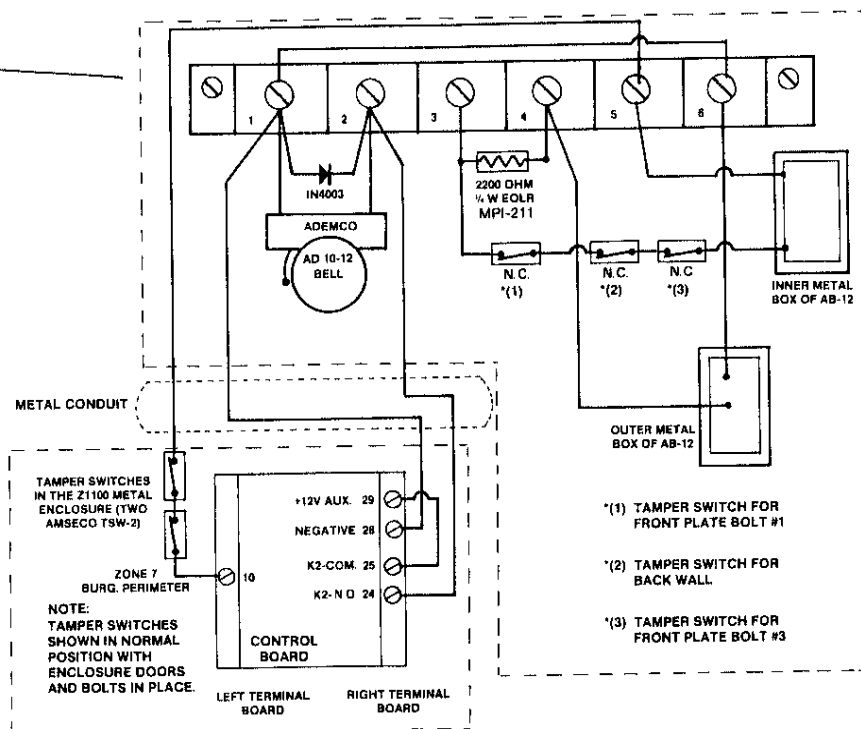 1
2
3
4
5
6
IN4003
2200 OHM
¼ W EOLR
MPI-211
ADEMCO
AD 10-12
BELL
N.C.
*(1)
N.C.
*(2)
N.C
*(3)
INNER METAL
BOX OF AB-12
METAL CONDUIT
OUTER METAL
BOX OF AB-12
TAMPER SWITCHES
IN THE Z1100 METAL
ENCLOSURE (TWO
AMSECO TSW-2)
+12V AUX. 29
NEGATIVE 28
K2-COM. 25
K2-N O 24
ZONE 7
BURG. PERIMETER
10
NOTE:
TAMPER SWITCHES
SHOWN IN NORMAL
POSITION WITH
ENCLOSURE DOORS
AND BOLTS IN PLACE.
CONTROL
BOARD
LEFT TERMINAL
BOARD
RIGHT TERMINAL
BOARD
*(1) TAMPER SWITCH FOR
FRONT PLATE BOLT #1
*(2) TAMPER SWITCH FOR
BACK WALL
*(3) TAMPER SWITCH FOR
FRONT PLATE BOLT #3